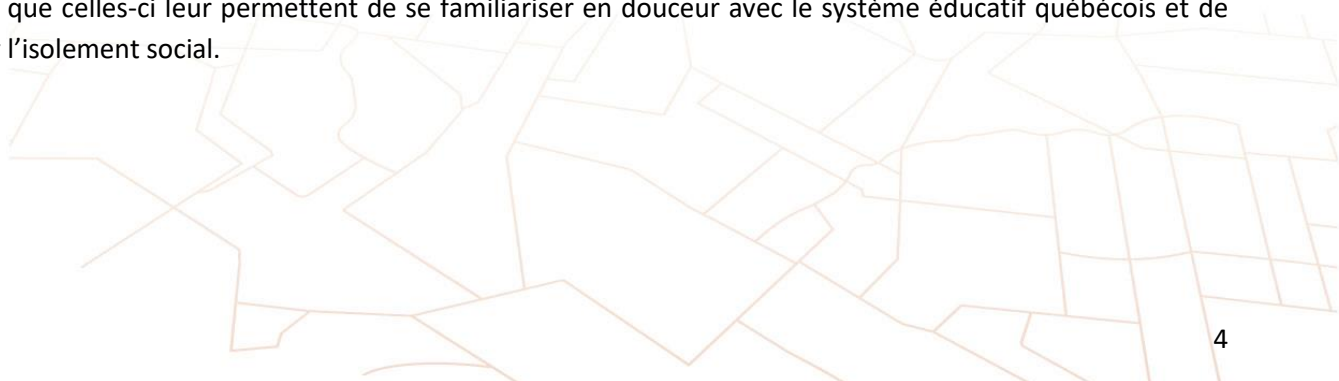 que celles-ci leur permettent de se familiariser en douceur avec le système éducatif québécois et de
l’isolement social.
4